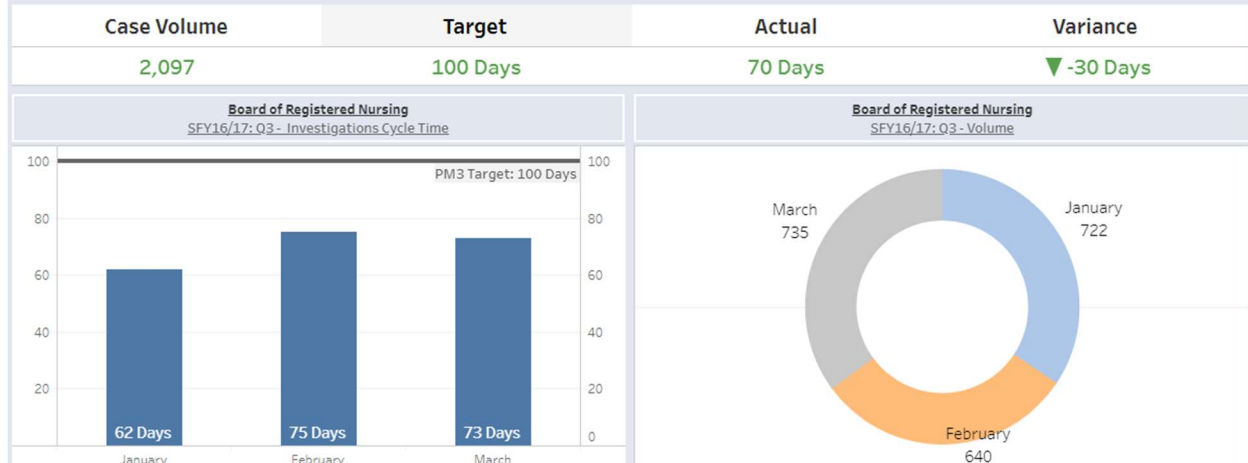 Case Volume Target Actual Variance
2,097 100 Days 70 Days ▼ -30 Days
Board of Registered Nursing
SFY16/17: Q3 - Investigations Cycle Time
100 100
PM3 Target: 100 Days
80 80
60 60
40 40
20 20
0
62 Days 75 Days 73 Days
January February March
Board of Registered Nursing
SFY16/17: Q3 - Volume
March
735
January
722
February
640